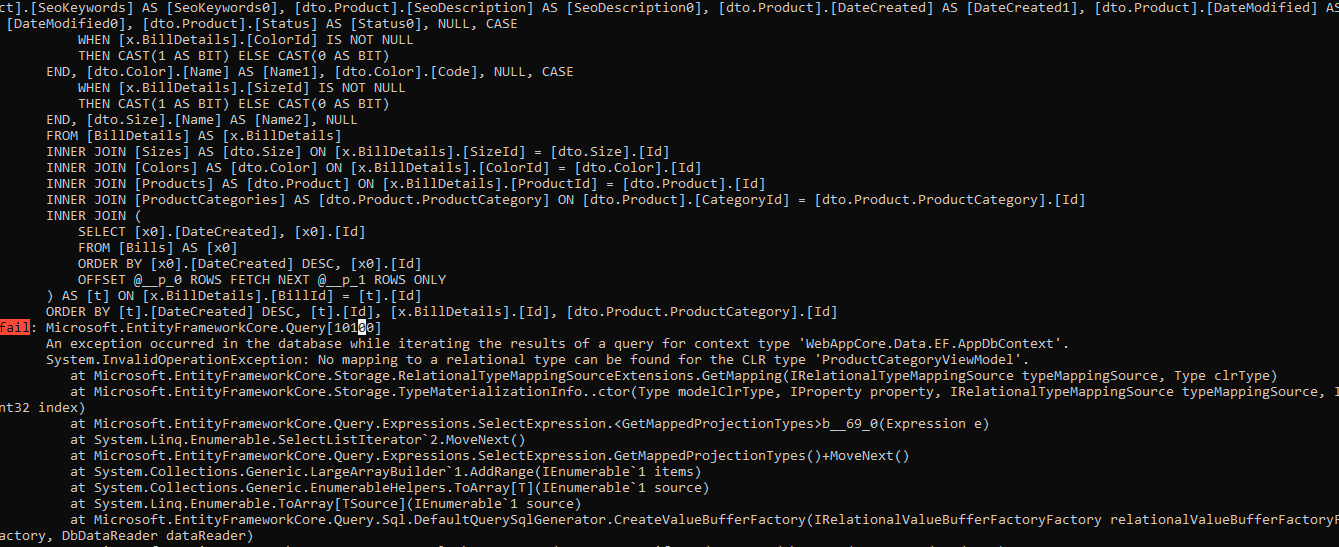 ct].[SeoKeywords] AS [SeoKeywords0], [dto.Product].[SeoDescription] AS [SeoDescription0], [dto.Product].[DateCreated] AS [DateCreated1], [dto.Product].[DateModified] AS
[DateModified0], [dto.Product].[Status] AS [Status0], NULL, CASE
WHEN [x.BillDetails].[ColorId] IS NOT NULL
THEN CAST(1 AS BIT) ELSE CAST(0 AS BIT)
END, [dto.Color].[Name] AS [Name1], [dto.Color].[Code], NULL, CASE
WHEN [x.BillDetails].[SizeId] IS NOT NULL
THEN CAST(1 AS BIT) ELSE CAST(0 AS BIT)
END, [dto.Size].[Name] AS [Name2], NULL
FROM [BillDetails] AS [x.BillDetails]
INNER JOIN [Sizes] AS [dto.Size] ON [x.BillDetails].[SizeId] = [dto.Size].[Id]
INNER JOIN [Colors] AS [dto.Color] ON [x.BillDetails].[ColorId] = [dto.Color].[Id]
INNER JOIN [Products] AS [dto.Product] ON [x.BillDetails].[ProductId] = [dto.Product].[Id]
INNER JOIN [ProductCategories] AS [dto.Product.ProductCategory] ON [dto.Product].[CategoryId] = [dto.Product.ProductCategory].[Id]
INNER JOIN (
SELECT [x0].[DateCreated], [x0].[Id]
FROM [Bills] AS [x0]
ORDER BY [x0].[DateCreated] DESC, [x0].[Id]
OFFSET @__p_0 ROWS FETCH NEXT @__p_1 ROWS ONLY
) AS [t] ON [x.BillDetails].[BillId] = [t].[Id]
ORDER BY [t].[DateCreated] DESC, [t].[Id], [x.BillDetails].[Id], [dto.Product.ProductCategory].[Id]
fail: Microsoft.EntityFrameworkCore.Query[10100]
An exception occurred in the database while iterating the results of a query for context type 'WebAppCore.Data.EF.AppDbContext'.
System.InvalidOperationException: No mapping to a relational type can be found for the CLR type 'ProductCategoryViewModel'.
at Microsoft.EntityFrameworkCore.Storage.RelationalTypeMappingSourceExtensions.GetMapping(IRelationalTypeMappingSource typeMappingSource, Type clrType)
at Microsoft.EntityFrameworkCore.Storage.TypeMaterializationInfo..ctor(Type modelClrType, IProperty property, IRelationalTypeMappingSource typeMappingSource, I
nt32 index)
at Microsoft.EntityFrameworkCore.Query.Expressions.SelectExpression.<GetMappedProjectionTypes>b__69_0(Expression e)
at System.Linq.Enumerable.SelectListIterator`2.MoveNext()
at Microsoft.EntityFrameworkCore.Query.Expressions.SelectExpression.GetMappedProjectionTypes()+MoveNext()
at System.Collections.Generic.LargeArrayBuilder`1.AddRange(IEnumerable`1 items)
at System.Collections.Generic.EnumerableHelpers.ToArray[T](IEnumerable`1 source)
at System.Linq.Enumerable.ToArray[TSource](IEnumerable`1 source)
at Microsoft.EntityFrameworkCore.Query.Sql.DefaultQuerySqlGenerator.CreateValueBufferFactory(IRelationalValueBufferFactoryFactory relationalValueBufferFactoryF
actory, DbDataReader dataReader)